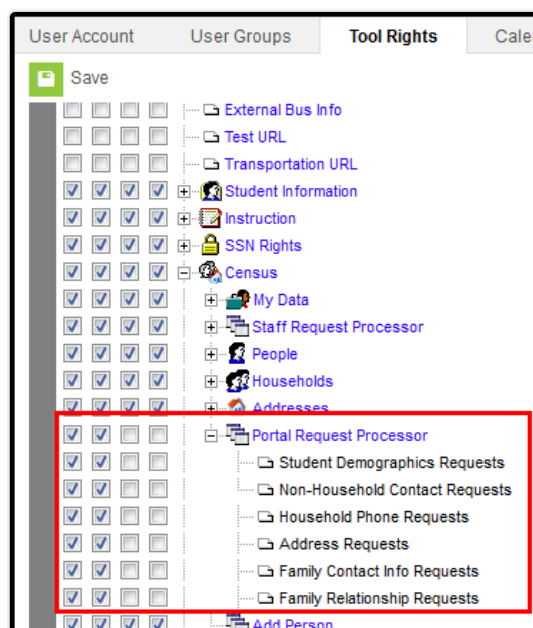 User Account User Groups Tool Rights Cale
Save
External Bus Info
Test URL
Transportation URL
Student Information
Instruction
SSN Rights
Census
My Data
Staff Request Processor
People
Households
Addresses
Portal Request Processor
Student Demographics Requests
Non-Household Contact Requests
Household Phone Requests
Address Requests
Family Contact Info Requests
Family Relationship Requests
Add Person